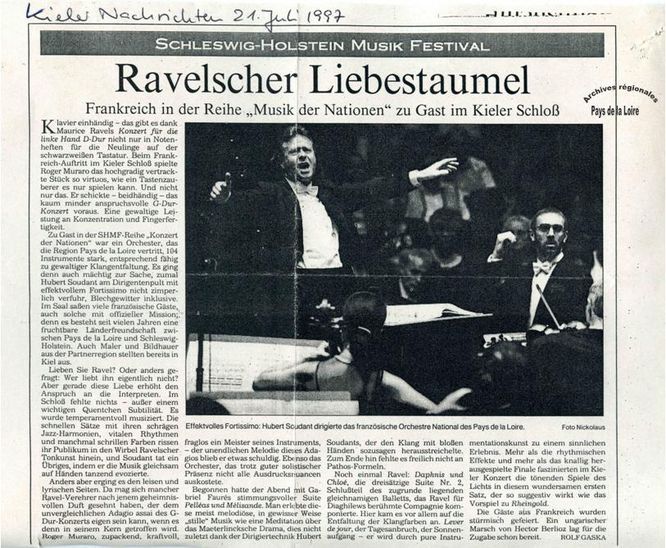 Kieler Nachrichten 21. Juli 1997
SCHLESWIG-HOLSTEIN MUSIK FESTIVAL
Ravelscher Liebestaumel
Frankreich in der Reihe „Musik der Nationen" zu Gast im Kieler Schloß
Archives régionales
Pays de la Loire
Klavier einhändig – das gibt es dank
Maurice Ravels Konzert für die
linke Hand D-Dur nicht nur in Noten-
heften für die Neulinge auf der
schwarzweißen Tastatur. Beim Frank-
reich-Auftritt im Kieler Schloß spielte
Roger Muraro das hochgradig vertrack-
te Stück so virtuos, wie ein Tastenzau-
berer es nur spielen kann. Und nicht
nur das. Er schickte – beidhändig – das
kaum minder anspruchsvolle G-Dur-
Konzert voraus. Eine gewaltige Lei-
stung an Konzentration und Fingerfer-
tigkeit.
Zu Gast in der SHMF-Reihe „Konzert
der Nationen" war ein Orchester, das
die Region Pays de la Loire vertritt, 104
Instrumente stark, entsprechend fähig
zu gewaltiger Klangentfaltung. Es ging
denn auch mächtig zur Sache, zumal
Hubert Soudant am Dirigentenpult mit
effektvollem Fortissimo nicht zimper-
lich verfuhr, Blechgewitter inklusive.
Im Saal saßen viele französische Gäste,
auch solche mit offizieller Mission,
denn es besteht seit vielen Jahren eine
fruchtbare Länderfreundschaft zwi-
schen Pays de la Loire und Schleswig-
Holstein. Auch Maler und Bildhauer
aus der Partnerregion stellten bereits in
Kiel aus.
Lieben Sie Ravel? Oder anders ge-
fragt: Wer liebt ihn eigentlich nicht?
Aber gerade diese Liebe erhöht den
Anspruch an die Interpreten. Im
Schloß fehlte nichts – außer einem
wichtigen Quentchen Subtilität. Es
wurde temperamentvoll musiziert. Die
schnellen Sätze mit ihren schrägen
Jazz-Harmonien, vitalen Rhythmen
und manchmal schrillen Farben rissen
ihr Publikum in den Wirbel Ravelscher
Tonkunst hinein, und Soudant tat ein
Übriges, indem er die Musik gleichsam
auf Händen tanzend evozierte.
Anders aber erging es den leisen und
lyrischen Seiten. Da mag sich mancher
Ravel-Verehrer nach jenem geheimnis-
vollen Duft gesehnt haben, der dem
unvergleichlichen Adagio assai des G-
Dur-Konzerts eigen sein kann, wenn es
denn in seinem Kern getroffen wird.
Roger Muraro, zupackend, kraftvoll,
Effektvolles Fortissimo: Hubert Scudant dirigierte das französische Orchestre National des Pays de la Loire.
Foto Nickolaus
fraglos ein Meister seines Instruments,
– der unendlichen Melodie dieses Ada-
gios blieb er etwas schuldig. Ebenso das
Orchester, das trotz guter solistischer
Präsenz nicht alle Ausdrucksnuancen
auskostete.
Begonnen hatte der Abend mit Ga-
briel Faurés stimmungsvoller Suite
Pelléas und Mélisande. Man erlebte die-
se meist melodiöse, in gewisser Weise
„stille" Musik wie eine Meditation über
das Maeterlincksche Drama, dies nicht
zuletzt dank der Dirigiertechnik Hubert
Soudants, der den Klang mit bloßen
Händen sozusagen herausstreichelte.
Zum Ende hin fehlte es freilich nicht an
Pathos-Formeln.
Noch einmal Ravel: Daphnis und
Chloé, die dreisätzige Suite Nr. 2,
Schlußteil des zugrunde liegenden
gleichnamigen Balletts, das Ravel für
Diaghilews berühmte Compagnie kom-
ponierte. Hier kam es vor allem auf die
Entfaltung der Klangfarben an. Lever
de jour, der Tagesanbruch, der Sonnen-
aufgang – es wird durch pure Instru-
mentationskunst zu einem sinnlichen
Erlebnis. Mehr als die rhythmischen
Effekte und mehr als das knallig her-
ausgespielte Finale faszinierten im Kie-
ler Konzert die tönenden Spiele des
Lichts in diesem wundersamen ersten
Satz, der so suggestiv wirkt wie das
Vorspiel zu Rheingold.
Die Gäste aus Frankreich wurden
stürmisch gefeiert. Ein ungarischer
Marsch von Hector Berlioz lag für die
Zugabe schon bereit.
ROLF GASKA